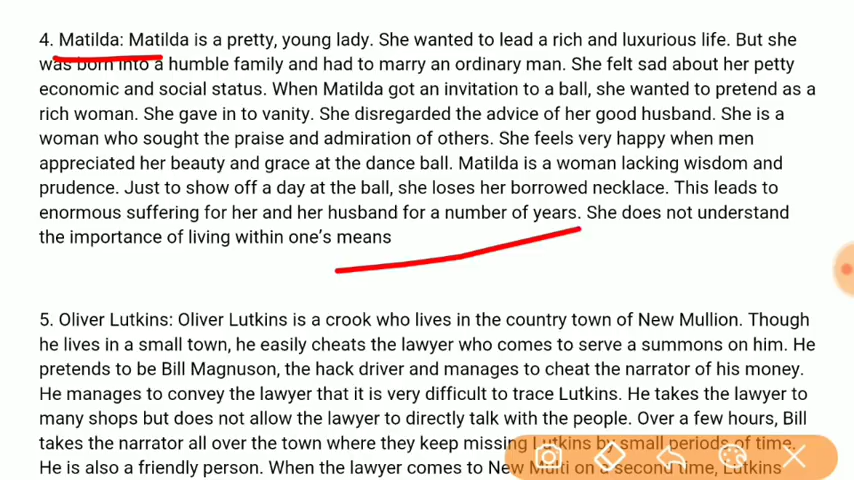 4. Matilda: Matilda is a pretty, young lady. She wanted to lead a rich and luxurious life. But she
was born into a humble family and had to marry an ordinary man. She felt sad about her petty
economic and social status. When Matilda got an invitation to a ball, she wanted to pretend as a
rich woman. She gave in to vanity. She disregarded the advice of her good husband. She is a
woman who sought the praise and admiration of others. She feels very happy when men
appreciated her beauty and grace at the dance ball. Matilda is a woman lacking wisdom and
prudence. Just to show off a day at the ball, she loses her borrowed necklace. This leads to
enormous suffering for her and her husband for a number of years. She does not understand
the importance of living within one's means
5. Oliver Lutkins: Oliver Lutkins is a crook who lives in the country town of New Mullion. Though
he lives in a small town, he easily cheats the lawyer who comes to serve a summons on him. He
pretends to be Bill Magnuson, the hack driver and manages to cheat the narrator of his money.
He manages to convey the lawyer that it is very difficult to trace Lutkins. He takes the lawyer to
many shops but does not allow the lawyer to directly talk with the people. Over a few hours, Bill
takes the narrator all over the town where they keep missing Lutkins by small periods of time.
He is also a friendly person. When the lawyer comes to New Multi on a second time, Lutkins